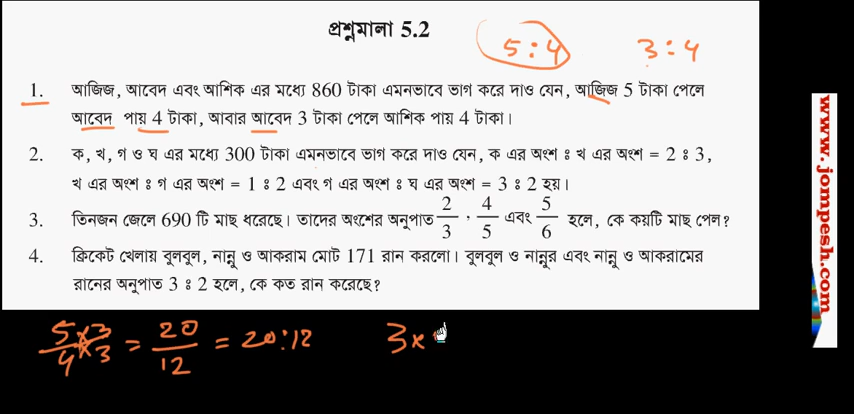 প্রশ্নমালা 5.2
5 : 4
3 : 4
1. আজিজ, আবেদ এবং আশিক এর মধ্যে 860 টাকা এমনভাবে ভাগ করে দাও যেন, আজিজ 5 টাকা পেলে
আবেদ পায় 4 টাকা, আবার আবেদ 3 টাকা পেলে আশিক পায় 4 টাকা।
2. ক, খ, গ ও ঘ এর মধ্যে 300 টাকা এমনভাবে ভাগ করে দাও যেন, ক এর অংশ ঃ খ এর অংশ = 2 ঃ 3,
খ এর অংশ ঃ গ এর অংশ = 1 ঃ 2 এবং গ এর অংশ ঃ ঘ এর অংশ = 3 ঃ 2 হয়।
3. তিনজন জেলে 690 টি মাছ ধরেছে। তাদের অংশের অনুপাত 2/3, 4/5 এবং 5/6 হলে, কে কয়টি মাছ পেল?
4. ক্রিকেট খেলায় বুলবুল, নান্নু ও আকরাম মোট 171 রান করলো। বুলবুল ও নান্নুর এবং নান্নু ও আকরামের
রানের অনুপাত 3 ঃ 2 হলে, কে কত রান করেছে?
5×3/4×3 = 20/12 = 20:12
3×
www.jompesh.com